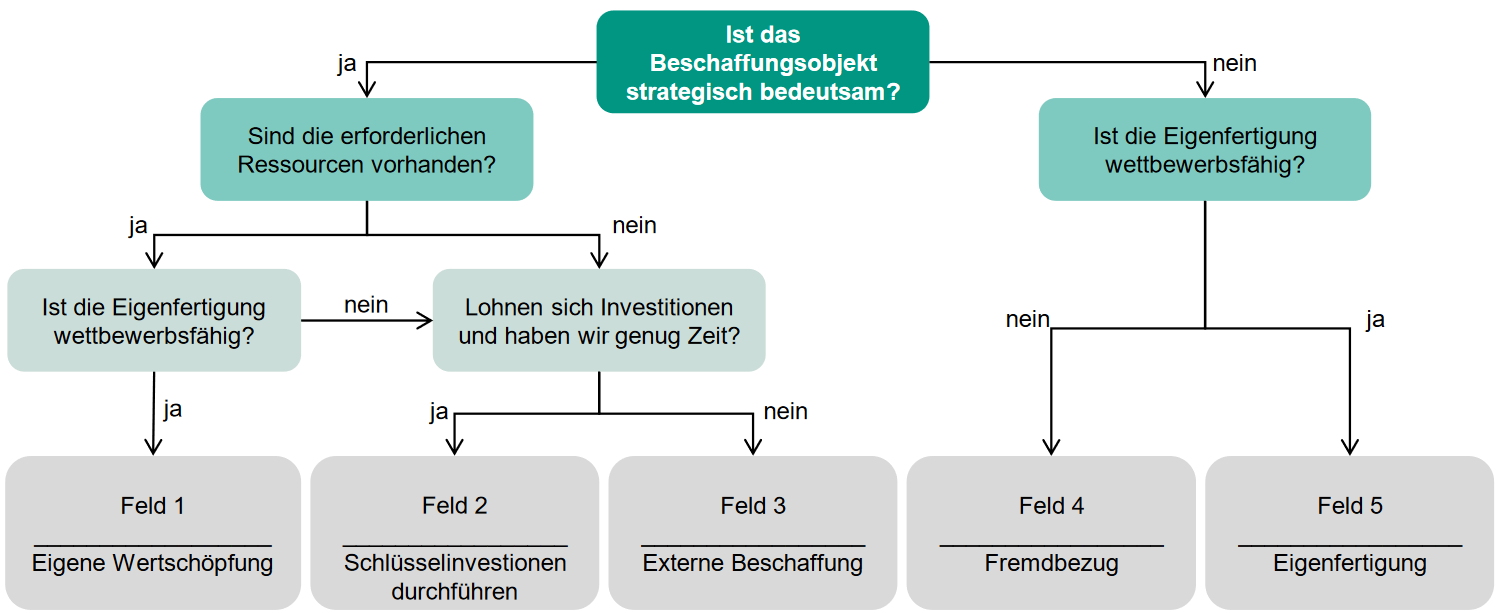 Ist das
Beschaffungsobjekt
strategisch bedeutsam?
ja
nein
Sind die erforderlichen
Ressourcen vorhanden?
Ist die Eigenfertigung
wettbewerbsfähig?
ja
nein
Ist die Eigenfertigung
wettbewerbsfähig?
nein
Lohnen sich Investitionen
und haben wir genug Zeit?
nein
ja
ja
ja
nein
Feld 1
Eigene Wertschöpfung
Feld 2
Schlüsselinvestionen
durchführen
Feld 3
Externe Beschaffung
Feld 4
Fremdbezug
Feld 5
Eigenfertigung